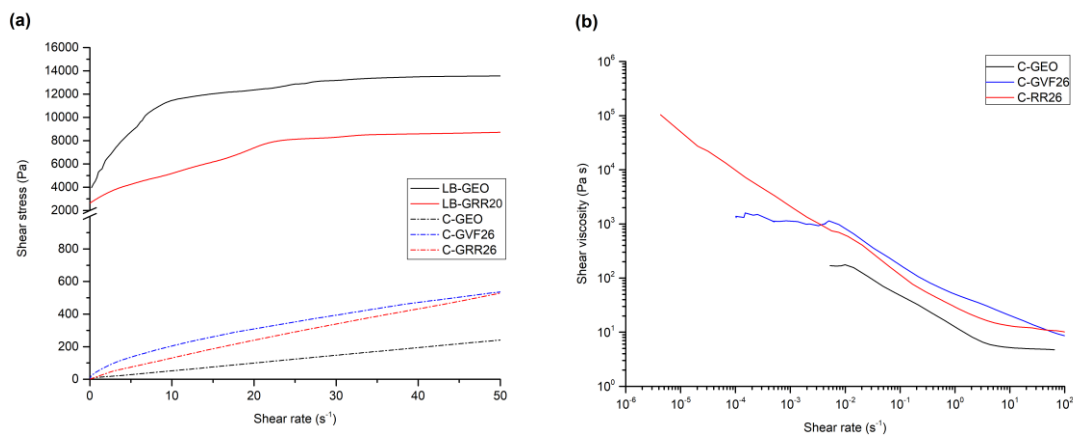 (a)
16000
14000
12000
10000
8000
6000
4000
2000
800
600
400
200
0
0 10 20 30 40 50
Shear stress (Pa)
Shear rate (s⁻¹)
LB-GEO
LB-GRR20
C-GEO
C-GVF26
C-GRR26
(b)
10⁶
10⁵
10⁴
10³
10²
10¹
10⁰
10⁻⁶ 10⁻⁵ 10⁻⁴ 10⁻³ 10⁻² 10⁻¹ 10⁰ 10¹ 10²
Shear viscosity (Pa s)
Shear rate (s⁻¹)
C-GEO
C-GVF26
C-RR26